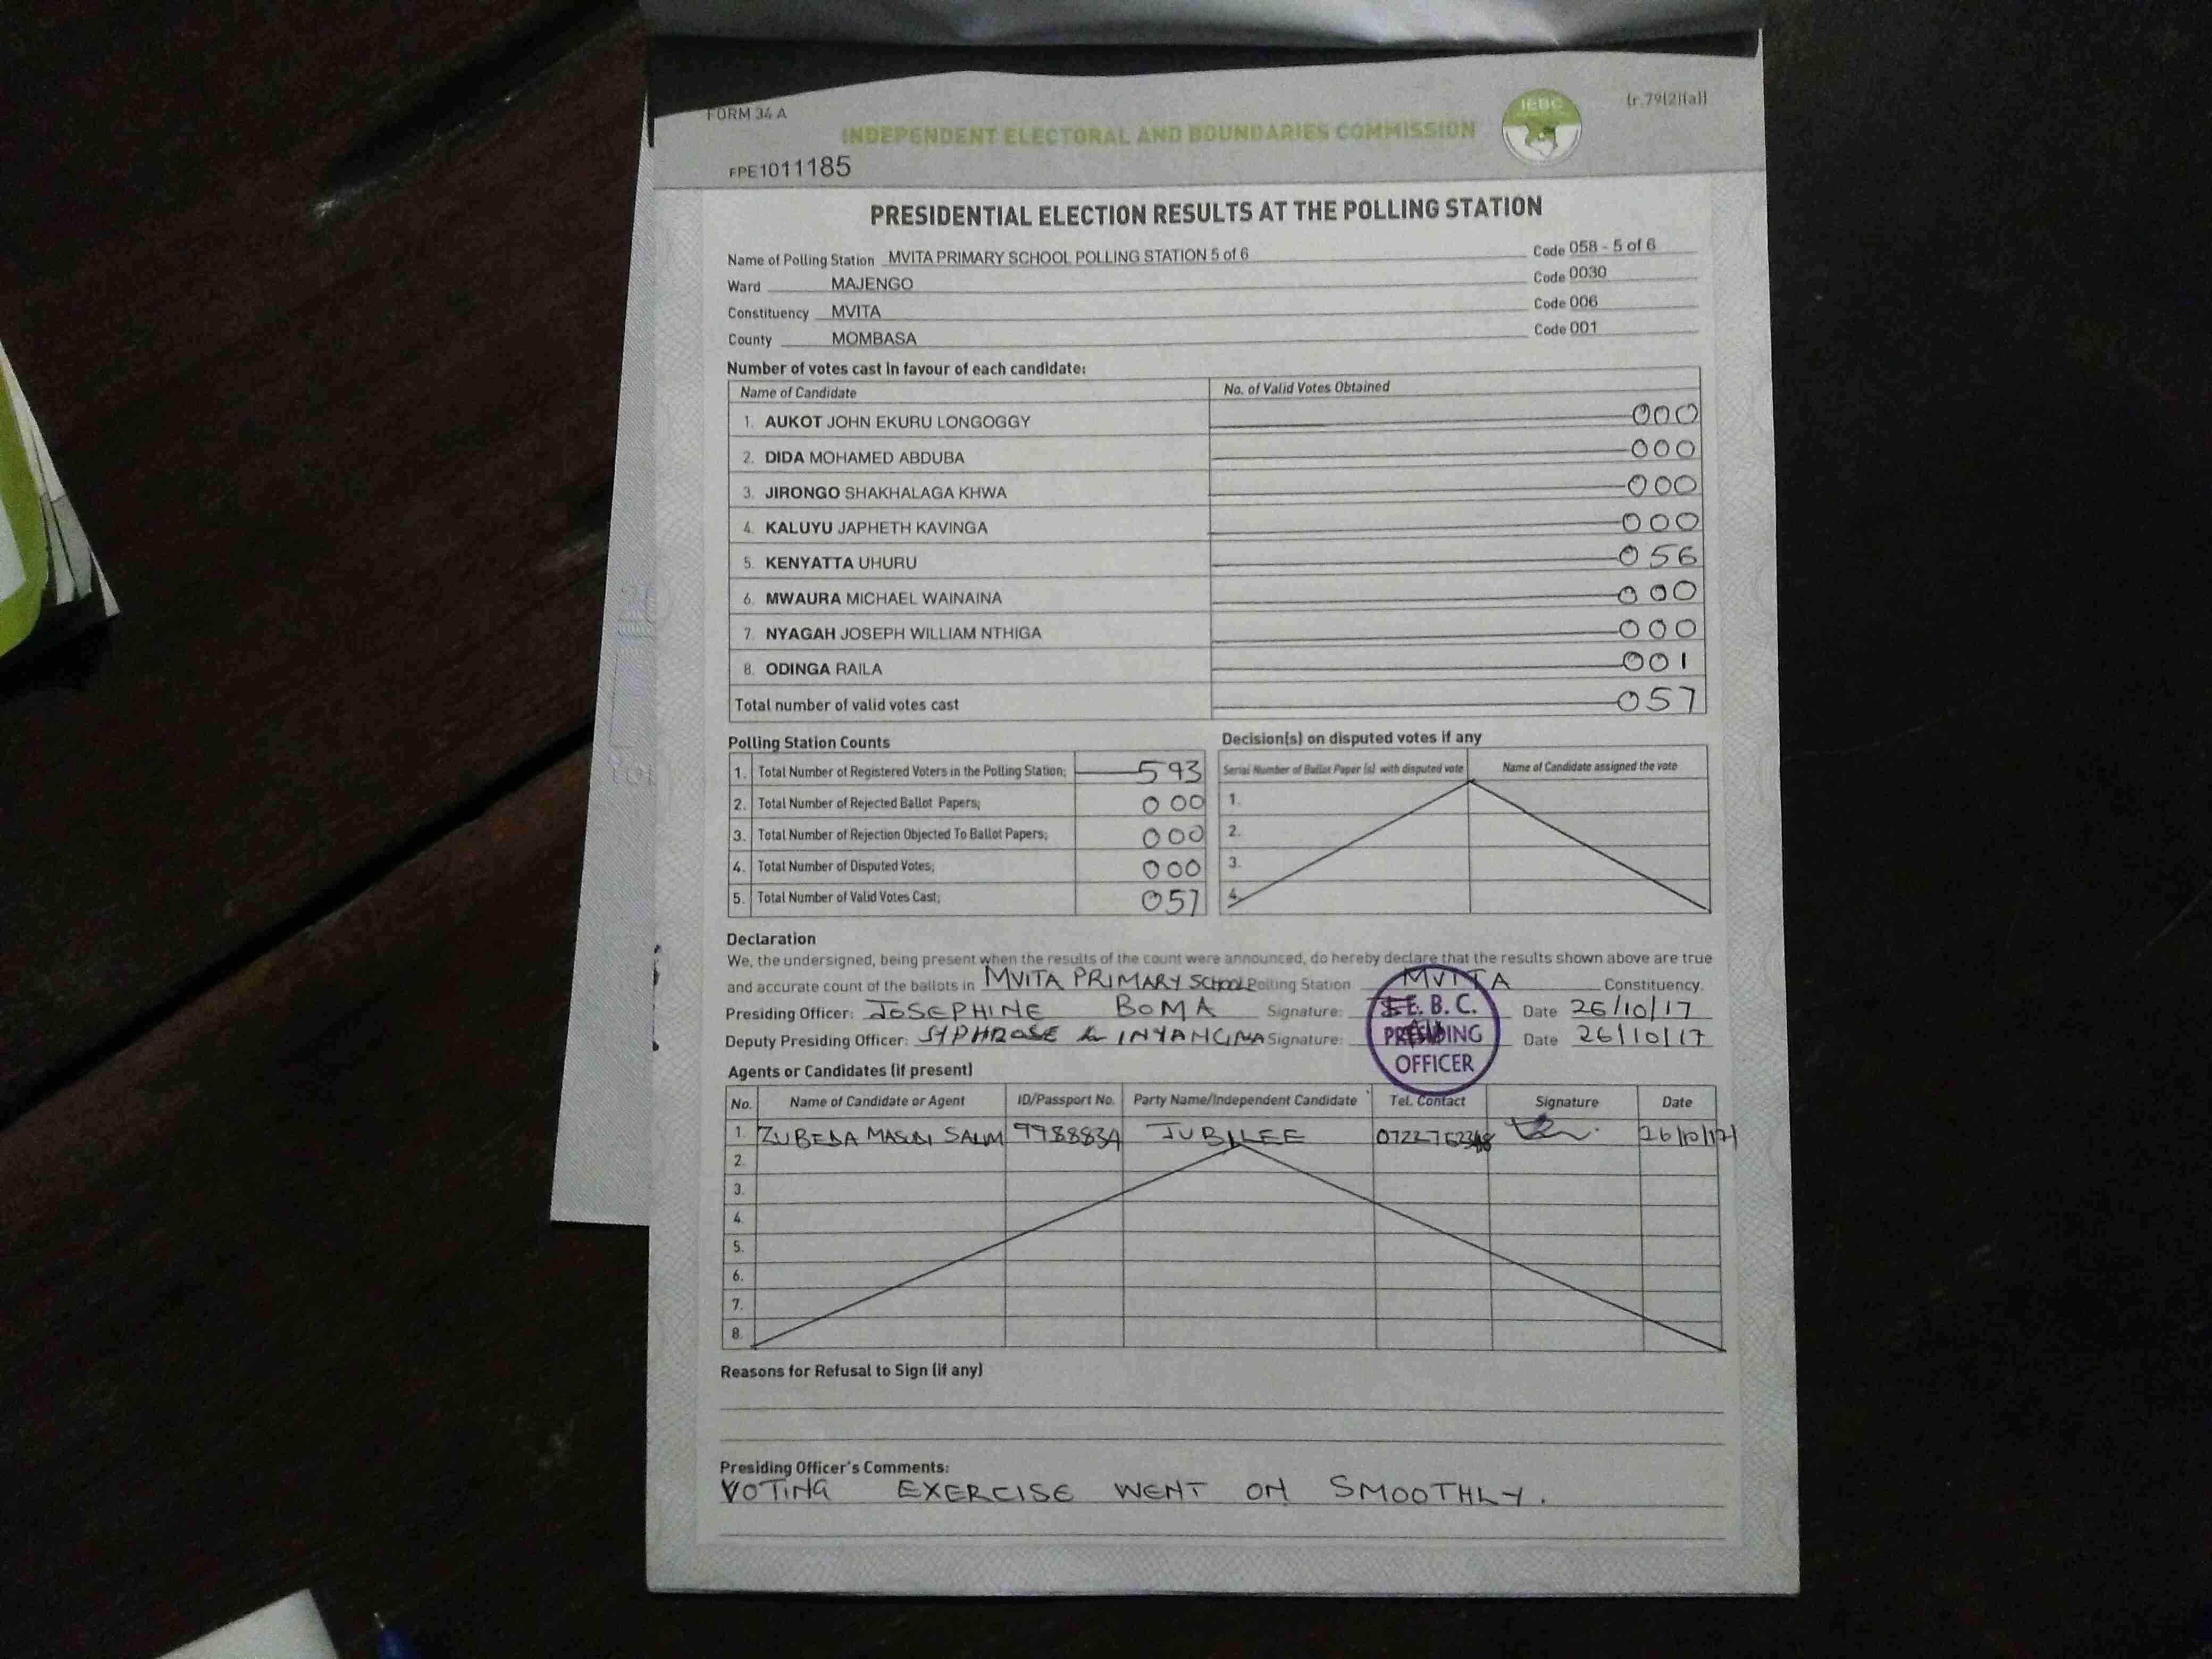 FORM 34 A
(r.79(2)(a))
IEBC
INDEPENDENT ELECTORAL AND BOUNDARIES COMMISSION
FPE1011185
PRESIDENTIAL ELECTION RESULTS AT THE POLLING STATION
Name of Polling Station MVITA PRIMARY SCHOOL POLLING STATION 5 of 6 Code 058 - 5 of 6
Ward MAJENGO Code 0030
Constituency MVITA Code 006
County MOMBASA Code 001
Number of votes cast in favour of each candidate:
Name of Candidate No. of Valid Votes Obtained
1. AUKOT JOHN EKURU LONGOGGY 000
2. DIDA MOHAMED ABDUBA 000
3. JIRONGO SHAKHALAGA KHWA 000
4. KALUYU JAPHETH KAVINGA 000
5. KENYATTA UHURU 056
6. MWAURA MICHAEL WAINAINA 000
7. NYAGAH JOSEPH WILLIAM NTHIGA 000
8. ODINGA RAILA 001
Total number of valid votes cast 057
Polling Station Counts
1. Total Number of Registered Voters in the Polling Station; 593
2. Total Number of Rejected Ballot Papers; 000
3. Total Number of Rejection Objected To Ballot Papers; 000
4. Total Number of Disputed Votes; 000
5. Total Number of Valid Votes Cast; 057
Decision(s) on disputed votes if any
Serial Number of Ballot Paper (s) with disputed vote Name of Candidate assigned the vote
1.
2.
3.
4.
Declaration
We, the undersigned, being present when the results of the count were announced, do hereby declare that the results shown above are true
and accurate count of the ballots in MVITA PRIMARY SCHOOL Polling Station MVITA Constituency.
Presiding Officer: JOSEPHINE BOMA Signature: Date 26/10/17
Deputy Presiding Officer: Signature: Date 26/10/17
I.E.B.C.
PRESIDING
OFFICER
Agents or Candidates (if present)
No. Name of Candidate or Agent ID/Passport No. Party Name/Independent Candidate Tel. Contact Signature Date
1 ZUBEDA MASUDI SALIM JUBILEE 26/10/17
2.
3.
4.
5.
6.
7.
8.
Reasons for Refusal to Sign (if any)
Presiding Officer's Comments:
VOTING EXERCISE WENT ON SMOOTHLY.